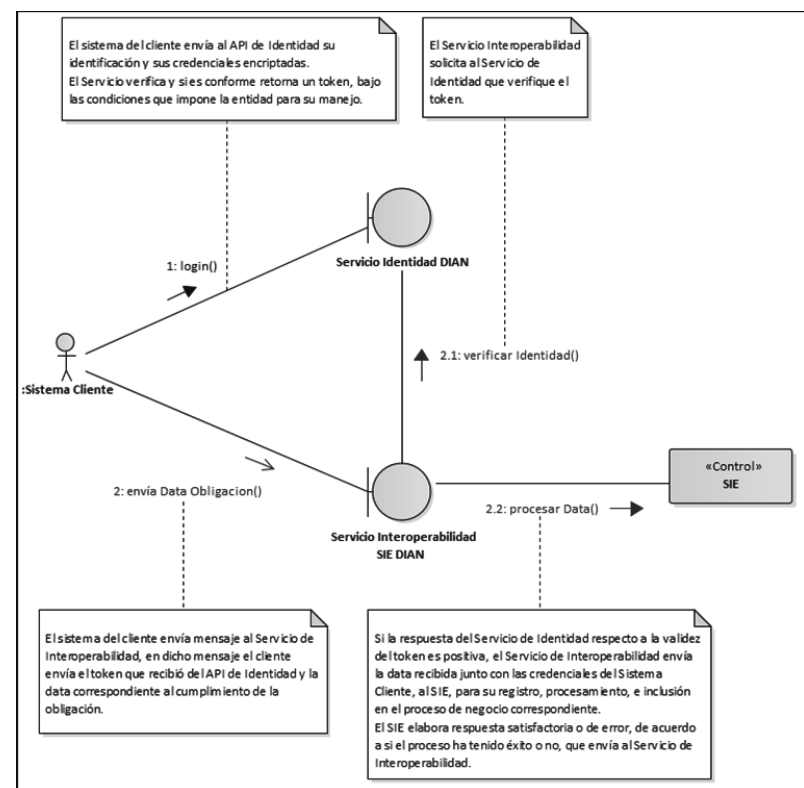 El sistema del cliente envía al API de Identidad su
identificación y sus credenciales encriptadas.
El Servicio verifica y si es conforme retorna un token, bajo
las condiciones que impone la entidad para su manejo.
El Servicio Interoperabilidad
solicita al Servicio de
Identidad que verifique el
token.
Servicio Identidad DIAN
1: login()
:Sistema Cliente
2.1: verificar Identidad()
«Control»
SIE
2: envía Data Obligacion()
2.2: procesar Data()
Servicio Interoperabilidad
SIE DIAN
El sistema del cliente envía mensaje al Servicio de
Interoperabilidad, en dicho mensaje el cliente
envía el token que recibió del API de Identidad y la
data correspondiente al cumplimiento de la
obligación.
Si la respuesta del Servicio de Identidad respecto a la validez
del token es positiva, el Servicio de Interoperabilidad envía
la data recibida junto con las credenciales del Sistema
Cliente, al SIE, para su registro, procesamiento, e inclusión
en el proceso de negocio correspondiente.
El SIE elabora respuesta satisfactoria o de error, de acuerdo
a si el proceso ha tenido éxito o no, que envía al Servicio de
Interoperabilidad.